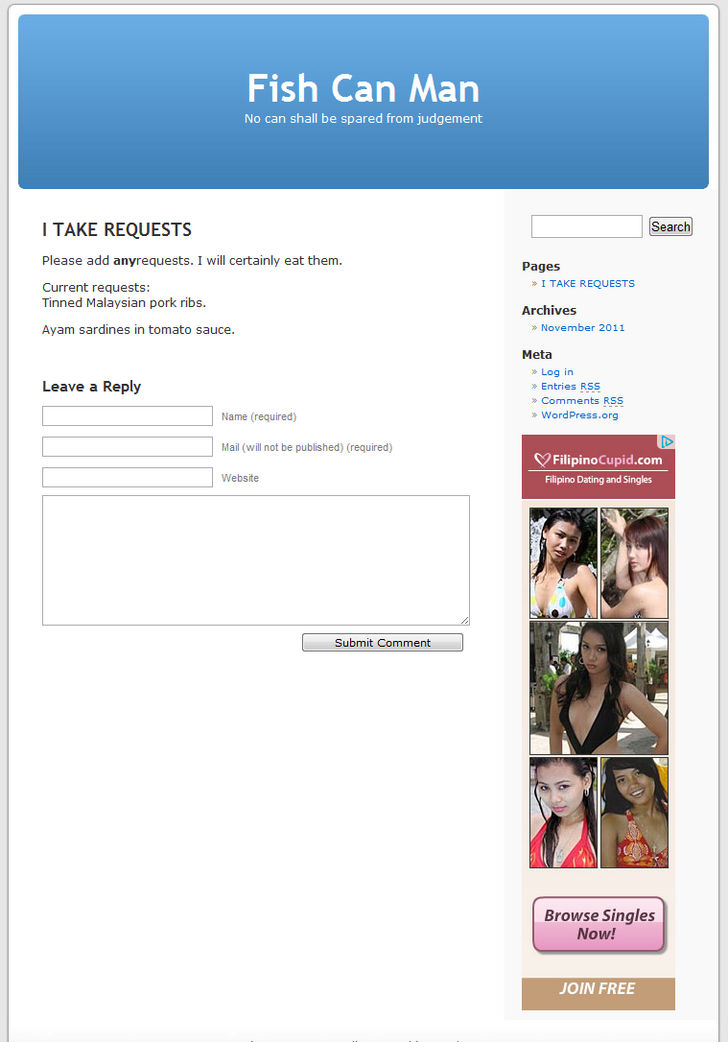 Fish Can Man
No can shall be spared from judgement
I TAKE REQUESTS
Please add anyrequests. I will certainly eat them.
Current requests:
Tinned Malaysian pork ribs.
Ayam sardines in tomato sauce.
Leave a Reply
Name (required)
Mail (will not be published) (required)
Website
Submit Comment
Search
Pages
» I TAKE REQUESTS
Archives
» November 2011
Meta
» Log in
» Entries RSS
» Comments RSS
» WordPress.org
FilipinoCupid.com
Filipino Dating and Singles
Browse Singles
Now!
JOIN FREE